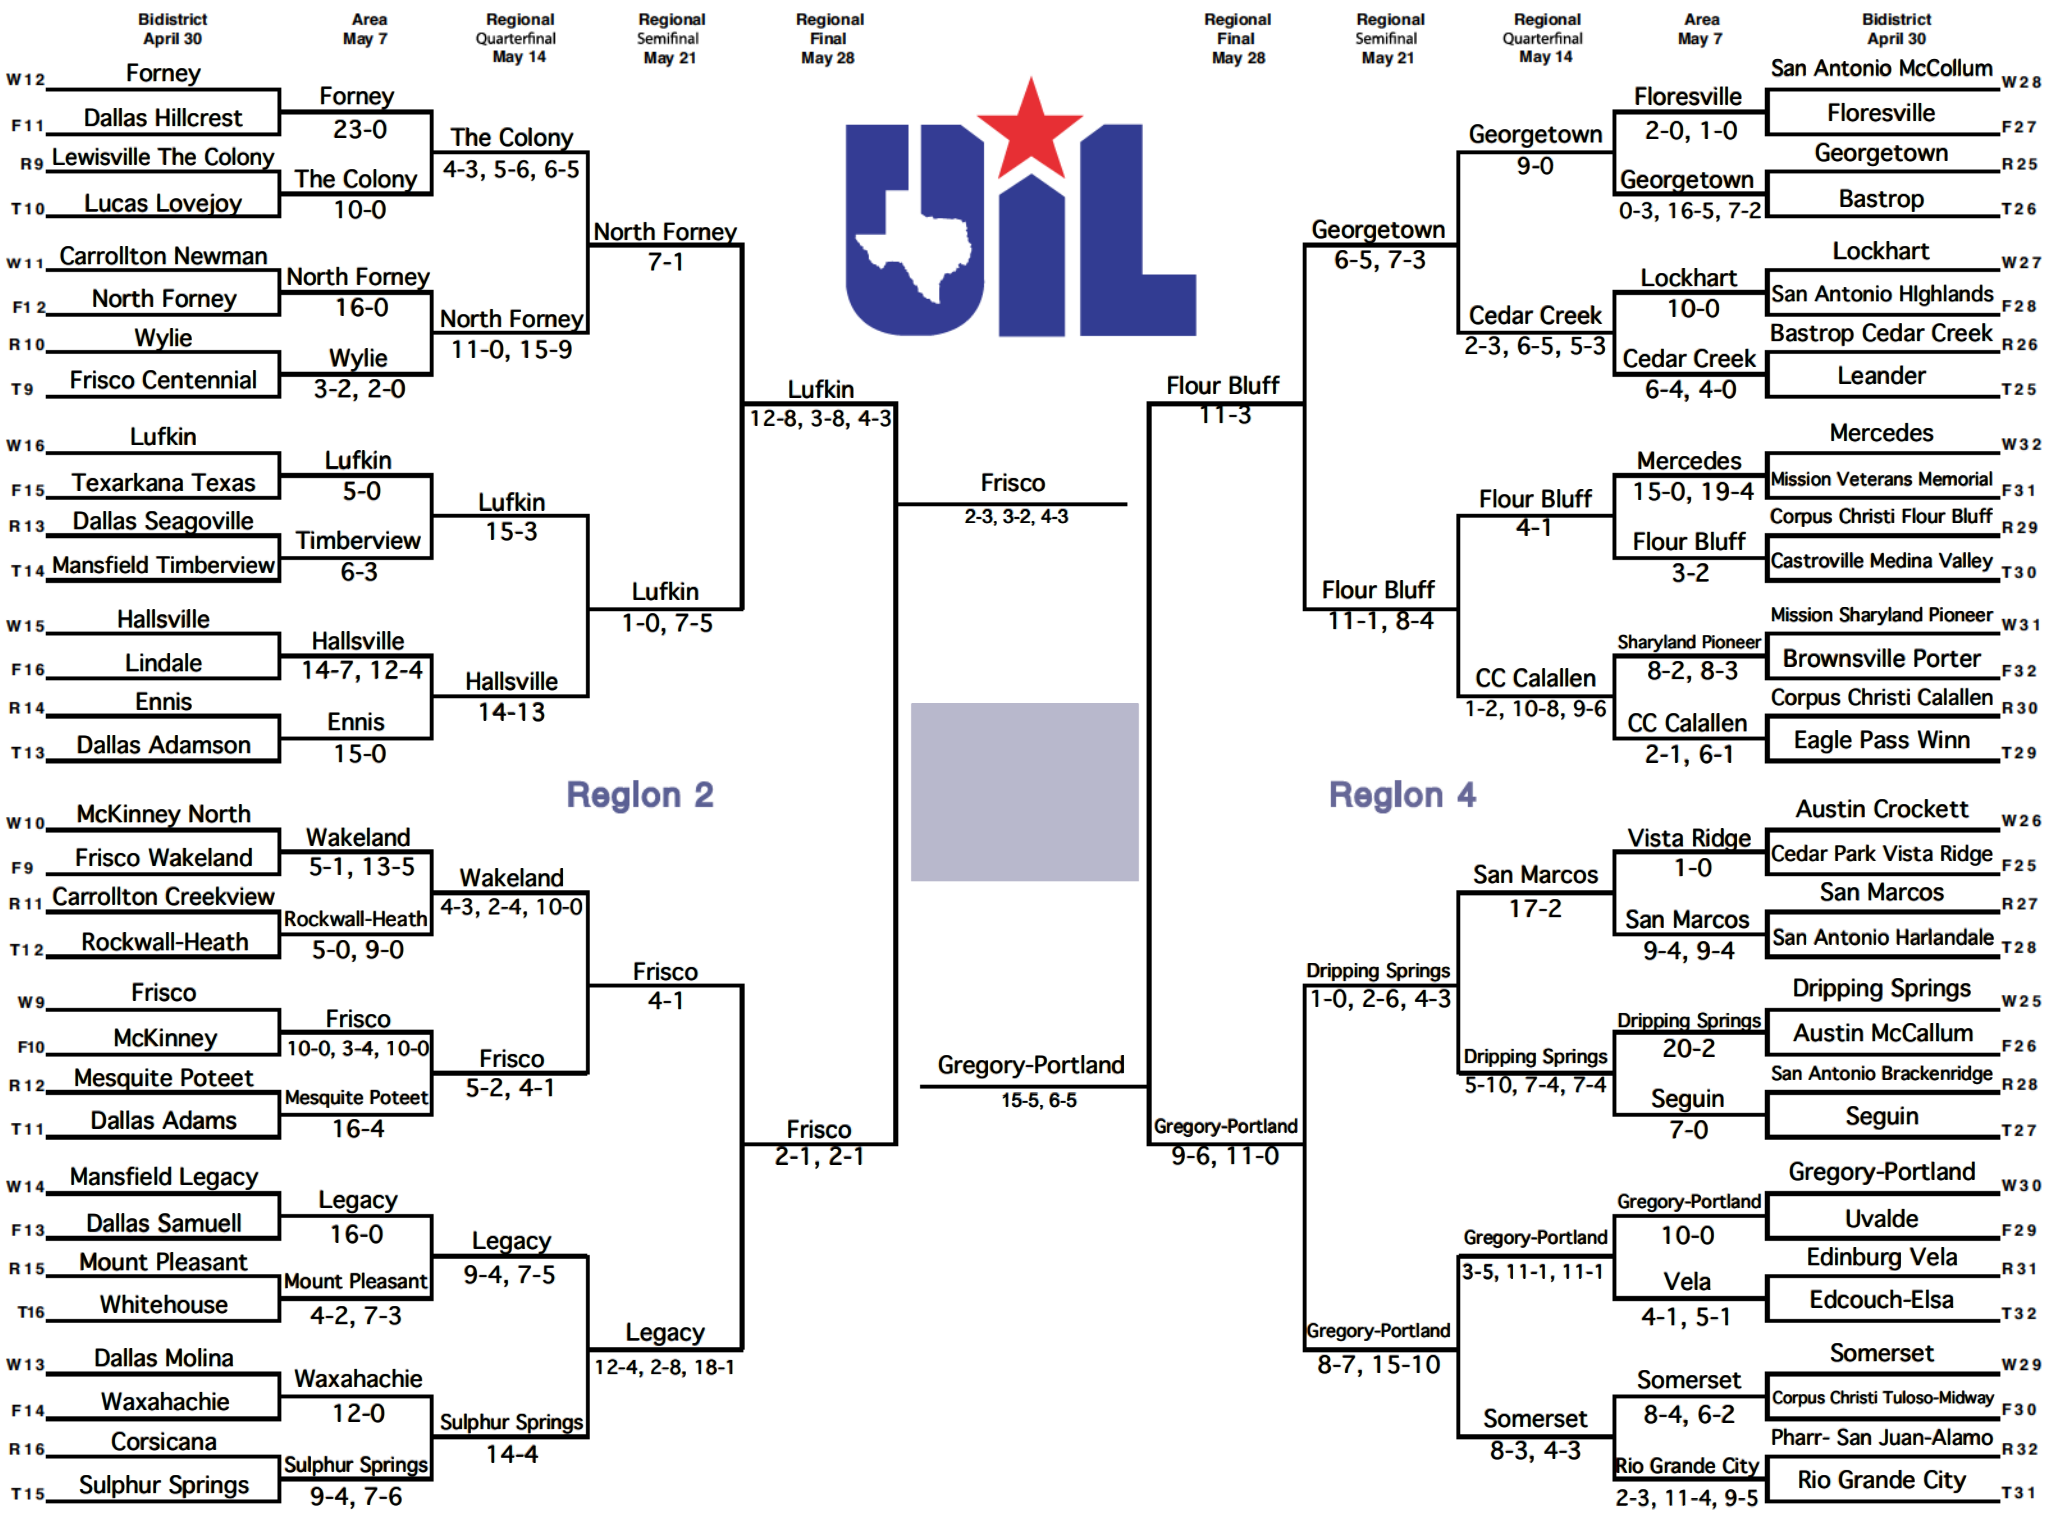 Bidistrict
April 30
Area
May 7
Regional
Quarterfinal
May 14
Regional
Semifinal
May 21
Regional
Final
May 28
Regional
Final
May 28
Regional
Semifinal
May 21
Regional
Quarterfinal
May 14
Area
May 7
Bidistrict
April 30
UIL
W12 Forney
F11 Dallas Hillcrest
R9 Lewisville The Colony
T10 Lucas Lovejoy
W11 Carrollton Newman
F12 North Forney
R10 Wylie
T9 Frisco Centennial
W16 Lufkin
F15 Texarkana Texas
R13 Dallas Seagoville
T14 Mansfield Timberview
W15 Hallsville
F16 Lindale
R14 Ennis
T13 Dallas Adamson
W10 McKinney North
F9 Frisco Wakeland
R11 Carrollton Creekview
T12 Rockwall-Heath
W9 Frisco
F10 McKinney
R12 Mesquite Poteet
T11 Dallas Adams
W14 Mansfield Legacy
F13 Dallas Samuell
R15 Mount Pleasant
T16 Whitehouse
W13 Dallas Molina
F14 Waxahachie
R16 Corsicana
T15 Sulphur Springs
Forney
23-0
The Colony
10-0
North Forney
16-0
Wylie
3-2, 2-0
Lufkin
5-0
Timberview
6-3
Hallsville
14-7, 12-4
Ennis
15-0
Wakeland
5-1, 13-5
Rockwall-Heath
5-0, 9-0
Frisco
10-0, 3-4, 10-0
Mesquite Poteet
16-4
Legacy
16-0
Mount Pleasant
4-2, 7-3
Waxahachie
12-0
Sulphur Springs
9-4, 7-6
The Colony
4-3, 5-6, 6-5
North Forney
11-0, 15-9
Lufkin
15-3
Hallsville
14-13
Wakeland
4-3, 2-4, 10-0
Frisco
5-2, 4-1
Legacy
9-4, 7-5
Sulphur Springs
14-4
North Forney
7-1
Lufkin
1-0, 7-5
Region 2
Frisco
4-1
Legacy
12-4, 2-8, 18-1
Lufkin
12-8, 3-8, 4-3
Frisco
2-1, 2-1
Frisco
2-3, 3-2, 4-3
Gregory-Portland
15-5, 6-5
Flour Bluff
11-3
Gregory-Portland
9-6, 11-0
Georgetown
6-5, 7-3
Flour Bluff
11-1, 8-4
Region 4
Dripping Springs
1-0, 2-6, 4-3
Gregory-Portland
8-7, 15-10
Georgetown
9-0
Cedar Creek
2-3, 6-5, 5-3
Flour Bluff
4-1
CC Calallen
1-2, 10-8, 9-6
San Marcos
17-2
Dripping Springs
5-10, 7-4, 7-4
Gregory-Portland
3-5, 11-1, 11-1
Somerset
8-3, 4-3
Floresville
2-0, 1-0
Georgetown
0-3, 16-5, 7-2
Lockhart
10-0
Cedar Creek
6-4, 4-0
Mercedes
15-0, 19-4
Flour Bluff
3-2
Sharyland Pioneer
8-2, 8-3
CC Calallen
2-1, 6-1
Vista Ridge
1-0
San Marcos
9-4, 9-4
Dripping Springs
20-2
Seguin
7-0
Gregory-Portland
10-0
Vela
4-1, 5-1
Somerset
8-4, 6-2
Rio Grande City
2-3, 11-4, 9-5
San Antonio McCollum W28
Floresville F27
Georgetown R25
Bastrop T26
Lockhart W27
San Antonio HIghlands F28
Bastrop Cedar Creek R26
Leander T25
Mercedes W32
Mission Veterans Memorial F31
Corpus Christi Flour Bluff R29
Castroville Medina Valley T30
Mission Sharyland Pioneer W31
Brownsville Porter F32
Corpus Christi Calallen R30
Eagle Pass Winn T29
Austin Crockett W26
Cedar Park Vista Ridge F25
San Marcos R27
San Antonio Harlandale T28
Dripping Springs W25
Austin McCallum F26
San Antonio Brackenridge R28
Seguin T27
Gregory-Portland W30
Uvalde F29
Edinburg Vela R31
Edcouch-Elsa T32
Somerset W29
Corpus Christi Tuloso-Midway F30
Pharr- San Juan-Alamo R32
Rio Grande City T31